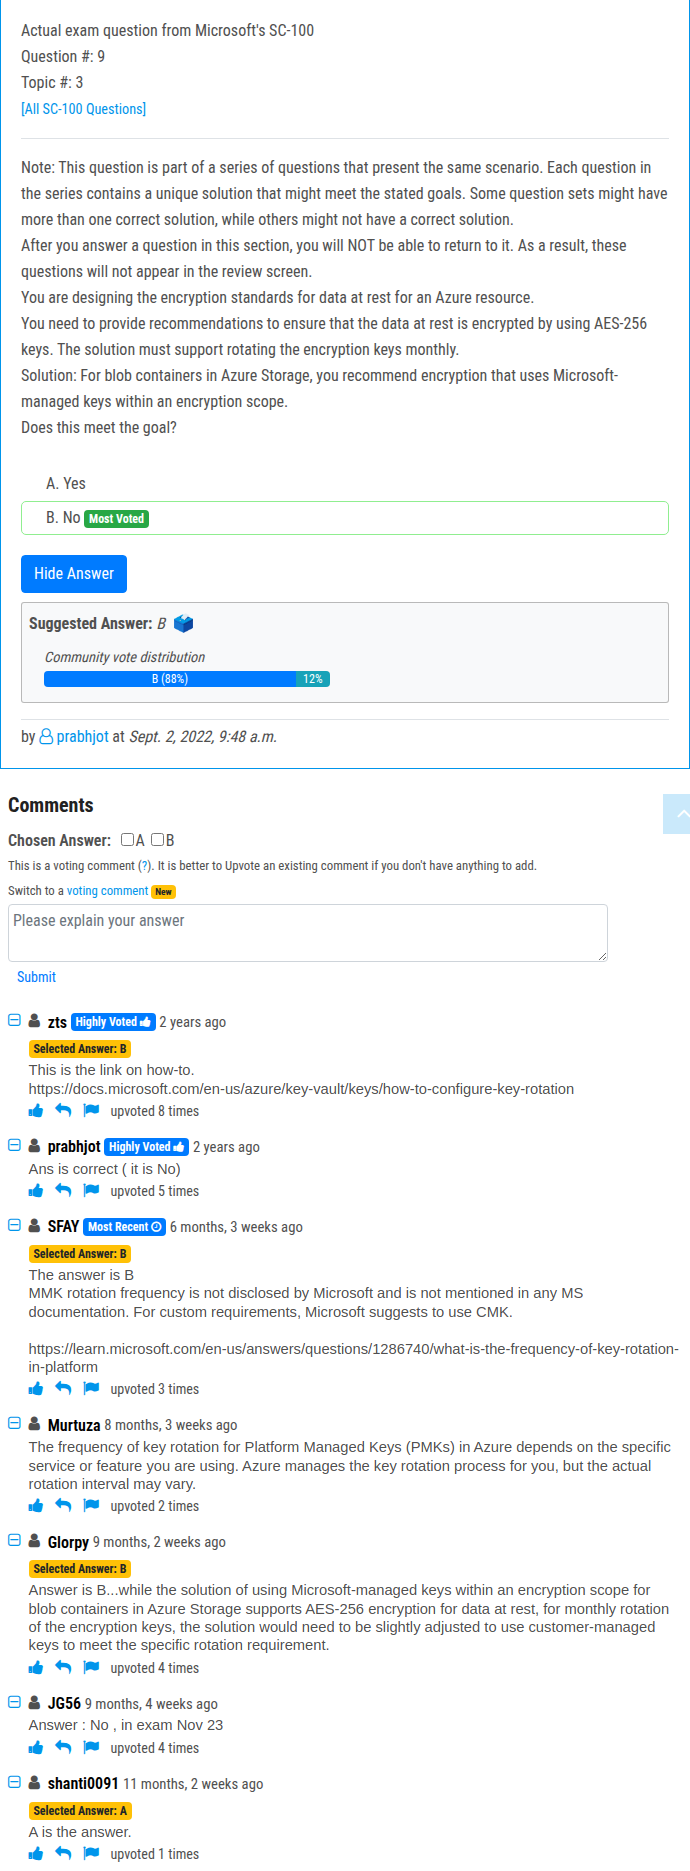 Actual exam question from Microsoft's SC-100
Question #: 9
Topic #: 3
[All SC-100 Questions]
Note: This question is part of a series of questions that present the same scenario. Each question in
the series contains a unique solution that might meet the stated goals. Some question sets might have
more than one correct solution, while others might not have a correct solution.
After you answer a question in this section, you will NOT be able to return to it. As a result, these
questions will not appear in the review screen.
You are designing the encryption standards for data at rest for an Azure resource.
You need to provide recommendations to ensure that the data at rest is encrypted by using AES-256
keys. The solution must support rotating the encryption keys monthly.
Solution: For blob containers in Azure Storage, you recommend encryption that uses Microsoft-
managed keys within an encryption scope.
Does this meet the goal?
A. Yes
B. No Most Voted
Hide Answer
Suggested Answer: B
Community vote distribution
B (88%) 12%
by prabhjot at Sept. 2, 2022, 9:48 a.m.
Comments
Chosen Answer: A B
This is a voting comment (?). It is better to Upvote an existing comment if you don't have anything to add.
Switch to a voting comment New
Please explain your answer
Submit
zts Highly Voted 2 years ago
Selected Answer: B
This is the link on how-to.
https://docs.microsoft.com/en-us/azure/key-vault/keys/how-to-configure-key-rotation
upvoted 8 times
prabhjot Highly Voted 2 years ago
Ans is correct ( it is No)
upvoted 5 times
SFAY Most Recent 6 months, 3 weeks ago
Selected Answer: B
The answer is B
MMK rotation frequency is not disclosed by Microsoft and is not mentioned in any MS
documentation. For custom requirements, Microsoft suggests to use CMK.
https://learn.microsoft.com/en-us/answers/questions/1286740/what-is-the-frequency-of-key-rotation-
in-platform
upvoted 3 times
Murtuza 8 months, 3 weeks ago
The frequency of key rotation for Platform Managed Keys (PMKs) in Azure depends on the specific
service or feature you are using. Azure manages the key rotation process for you, but the actual
rotation interval may vary.
upvoted 2 times
Glorpy 9 months, 2 weeks ago
Selected Answer: B
Answer is B...while the solution of using Microsoft-managed keys within an encryption scope for
blob containers in Azure Storage supports AES-256 encryption for data at rest, for monthly rotation
of the encryption keys, the solution would need to be slightly adjusted to use customer-managed
keys to meet the specific rotation requirement.
upvoted 4 times
JG56 9 months, 4 weeks ago
Answer : No , in exam Nov 23
upvoted 4 times
shanti0091 11 months, 2 weeks ago
Selected Answer: A
A is the answer.
upvoted 1 times